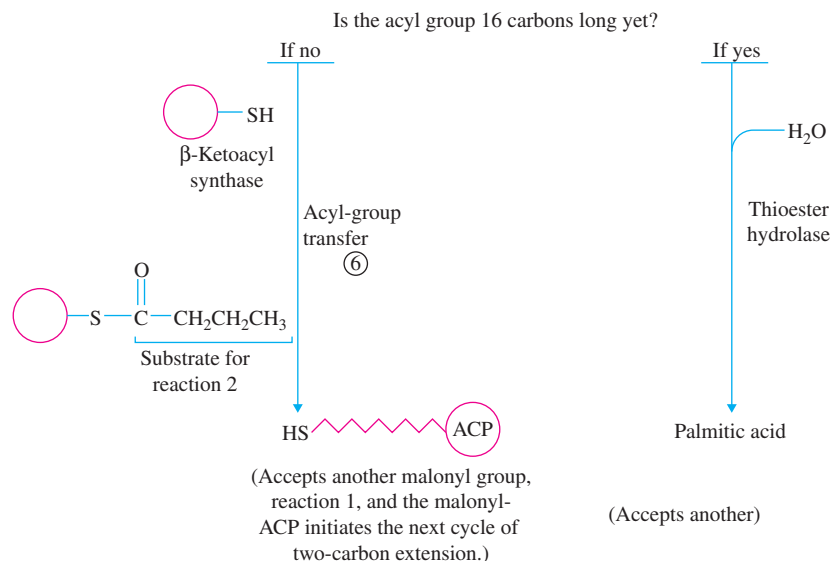 Is the acyl group 16 carbons long yet?
If no
If yes
SH
β-Ketoacyl
synthase
H₂O
Acyl-group
transfer
⑥
Thioester
hydrolase
O
S C CH₂CH₂CH₃
Substrate for
reaction 2
HS ACP
Palmitic acid
(Accepts another malonyl group,
reaction 1, and the malonyl-
ACP initiates the next cycle of
two-carbon extension.)
(Accepts another)